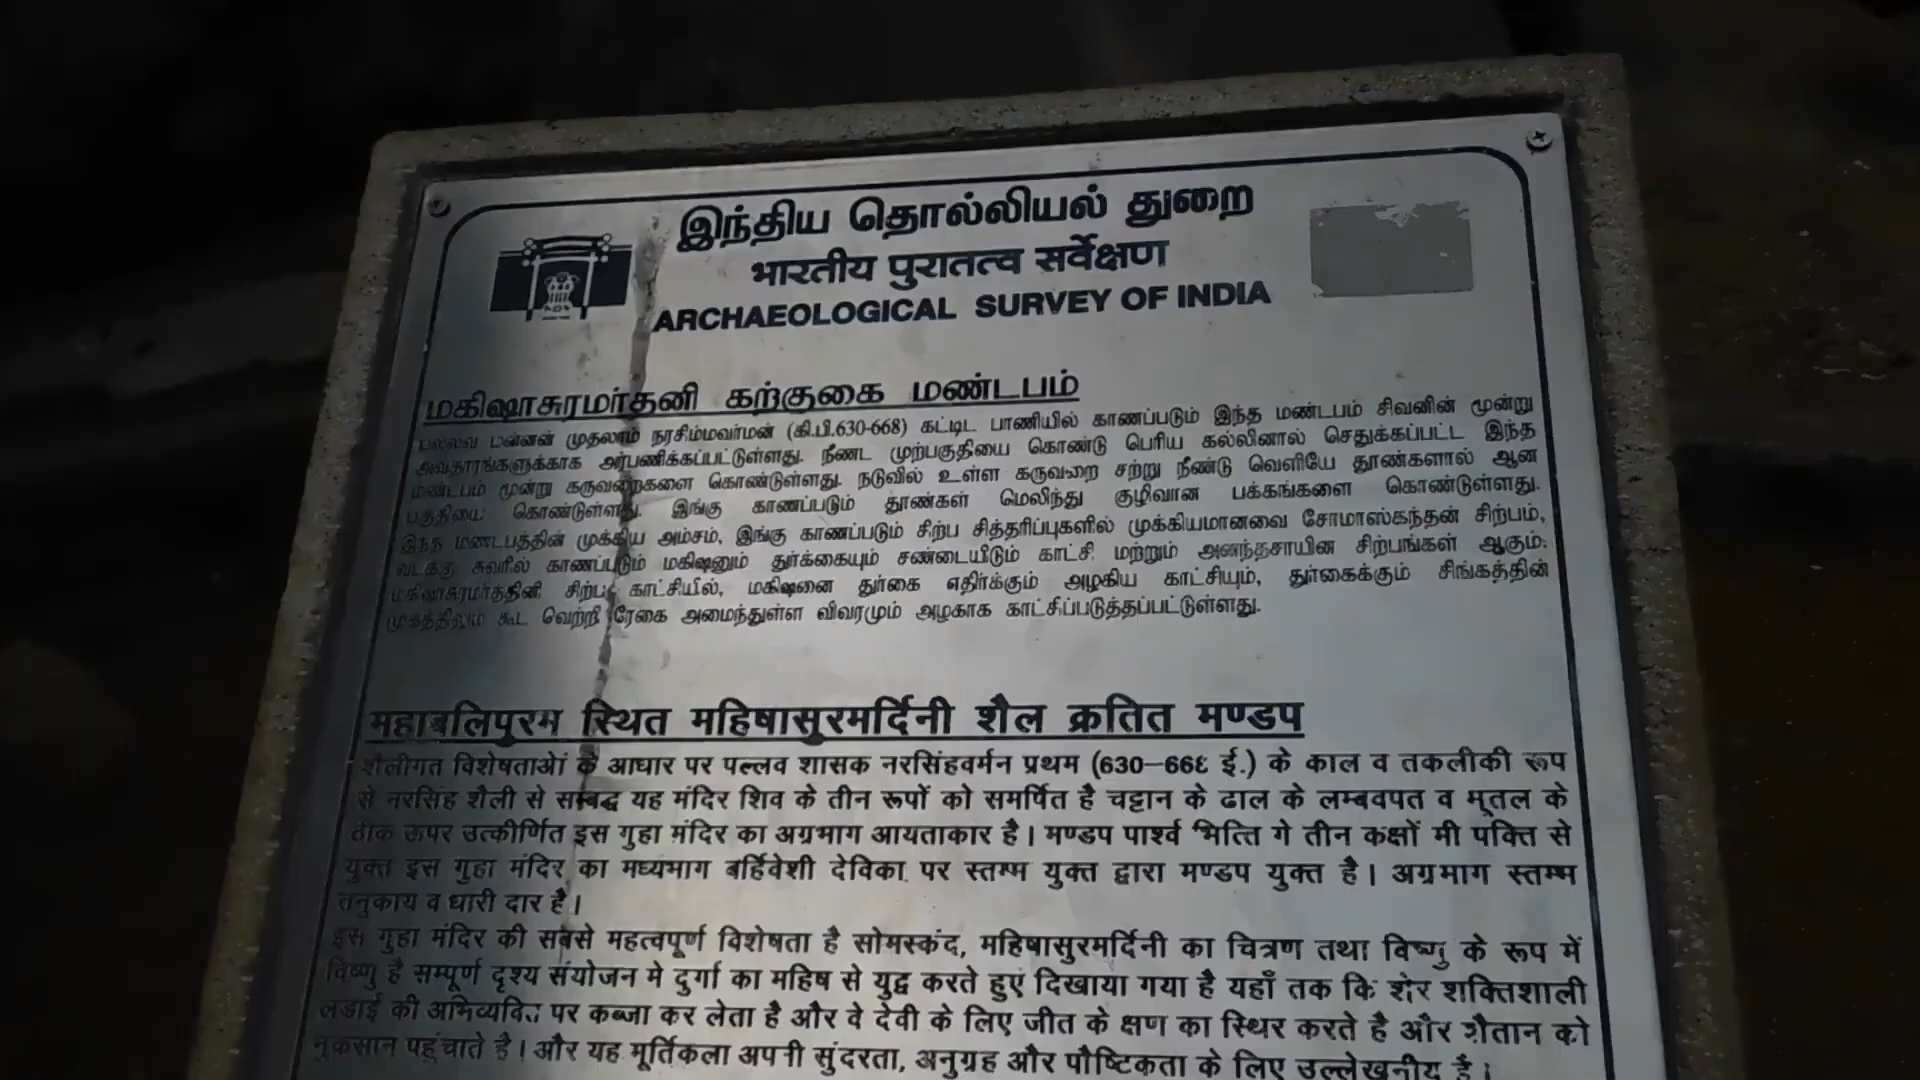 இந்திய தொல்லியல் துறை
भारतीय पुरातत्व सर्वेक्षण
ARCHAEOLOGICAL SURVEY OF INDIA
மகிஷாசுரமர்தனி கற்குகை மண்டபம்
பல்லவ மன்னன் முதலாம் நரசிம்மவர்மன் (கி.பி.630-668) கட்டிட பாணியில் காணப்படும் இந்த மண்டபம் சிவனின் மூன்று
அவதாரங்களுக்காக அர்பணிக்கப்பட்டுள்ளது. நீண்ட முற்பகுதியை கொண்டு பெரிய கல்லினால் செதுக்கப்பட்ட இந்த
மண்டபம் மூன்று கருவறைகளை கொண்டுள்ளது. நடுவில் உள்ள கருவறை சற்று நீண்டு வெளியே தூண்களால் ஆன
பத்தியை கொண்டுள்ளது. இங்கு காணப்படும் தூண்கள் மெலிந்து குழிவான பக்கங்களை கொண்டுள்ளது.
இந்த மண்டபத்தின் முக்கிய அம்சம், இங்கு காணப்படும் சிற்ப சித்தரிப்புகளில் முக்கியமானவை சோமாஸ்கந்தன் சிற்பம்,
வடக்கு சுவரில் காணப்படும் மகிஷனும் துர்க்கையும் சண்டையீடும் காட்சி மற்றும் அனந்தசாயின சிற்பங்கள் ஆகும்.
மகிஷாசுரமர்த்தினி சிற்ப காட்சியில், மகிஷனை துர்கை எதிர்க்கும் அழகிய காட்சியும், துர்கைக்கும் சிங்கத்தின்
முகத்திலும் கூட வெற்றி ரேகை அமைந்துள்ள விவரமும் அழகாக காட்சிப்படுத்தப்பட்டுள்ளது.
महाबलिपुरम स्थित महिषासुरमर्दिनी शैल क्रतित मण्डप
शैलीगत विशेषताओं के आधार पर पल्लव शासक नरसिंहवर्मन प्रथम (630–668 ई.) के काल व तकलीकी रूप
से नरसिंह शैली से सम्बद्ध यह मंदिर शिव के तीन रूपों को समर्पित है चट्टान के ढाल के लम्बवपत व भूतल के
ठीक ऊपर उत्कीर्णित इस गुहा मंदिर का अग्रभाग आयताकार है। मण्डप पार्श्व भित्ति गे तीन कक्षों मी पक्ति से
युक्त इस गुहा मंदिर का मध्यभाग बर्हिवेशी देविका पर स्तम्भ युक्त द्वारा मण्डप युक्त है। अग्रभाग स्तम्भ
तनुकाय व धारी दार है।
इस गुहा मंदिर की सबसे महत्वपूर्ण विशेषता है सोमस्कंद, महिषासुरमर्दिनी का चित्रण तथा विष्णु के रूप में
विष्णु है सम्पूर्ण दृश्य संयोजन मे दुर्गा का महिष से युद्व करते हुए दिखाया गया है यहाँ तक कि शेर शक्तिशाली
लडाई की अभिव्यक्ति पर कब्जा कर लेता है और वे देवी के लिए जीत के क्षण का स्थिर करते है और शैतान को
नुकसान पहुंचाते है। और यह मूर्तिकला अपनी सुंदरता, अनुग्रह और पौष्टिकता के लिए उल्लेखनीय है।